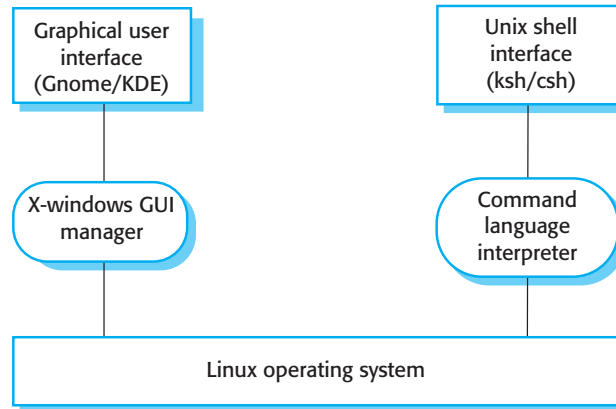 Graphical user
interface
(Gnome/KDE)
Unix shell
interface
(ksh/csh)
X-windows GUI
manager
Command
language
interpreter
Linux operating system